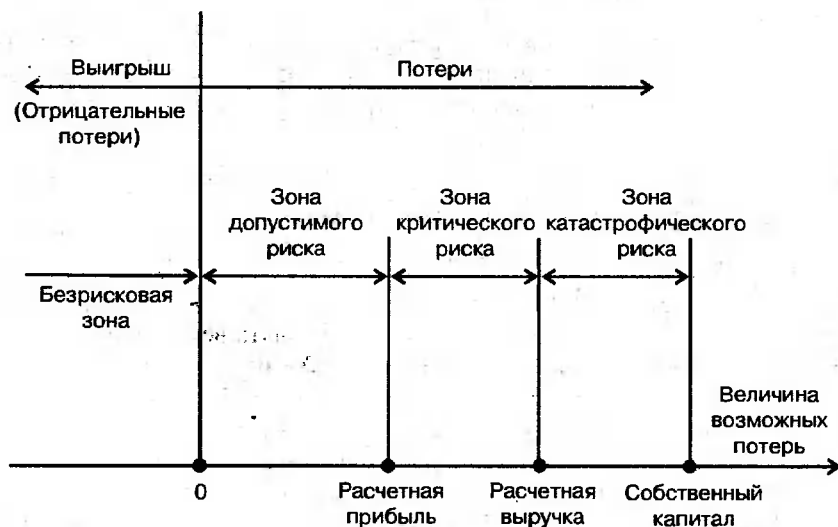 Выигрыш
Потери
(Отрицательные
потери)
Зона
допустимого
риска
Зона
критического
риска
Зона
катастрофического
риска
Безрисковая
зона
Величина
возможных
потерь
0
Расчетная
прибыль
Расчетная
выручка
Собственный
капитал